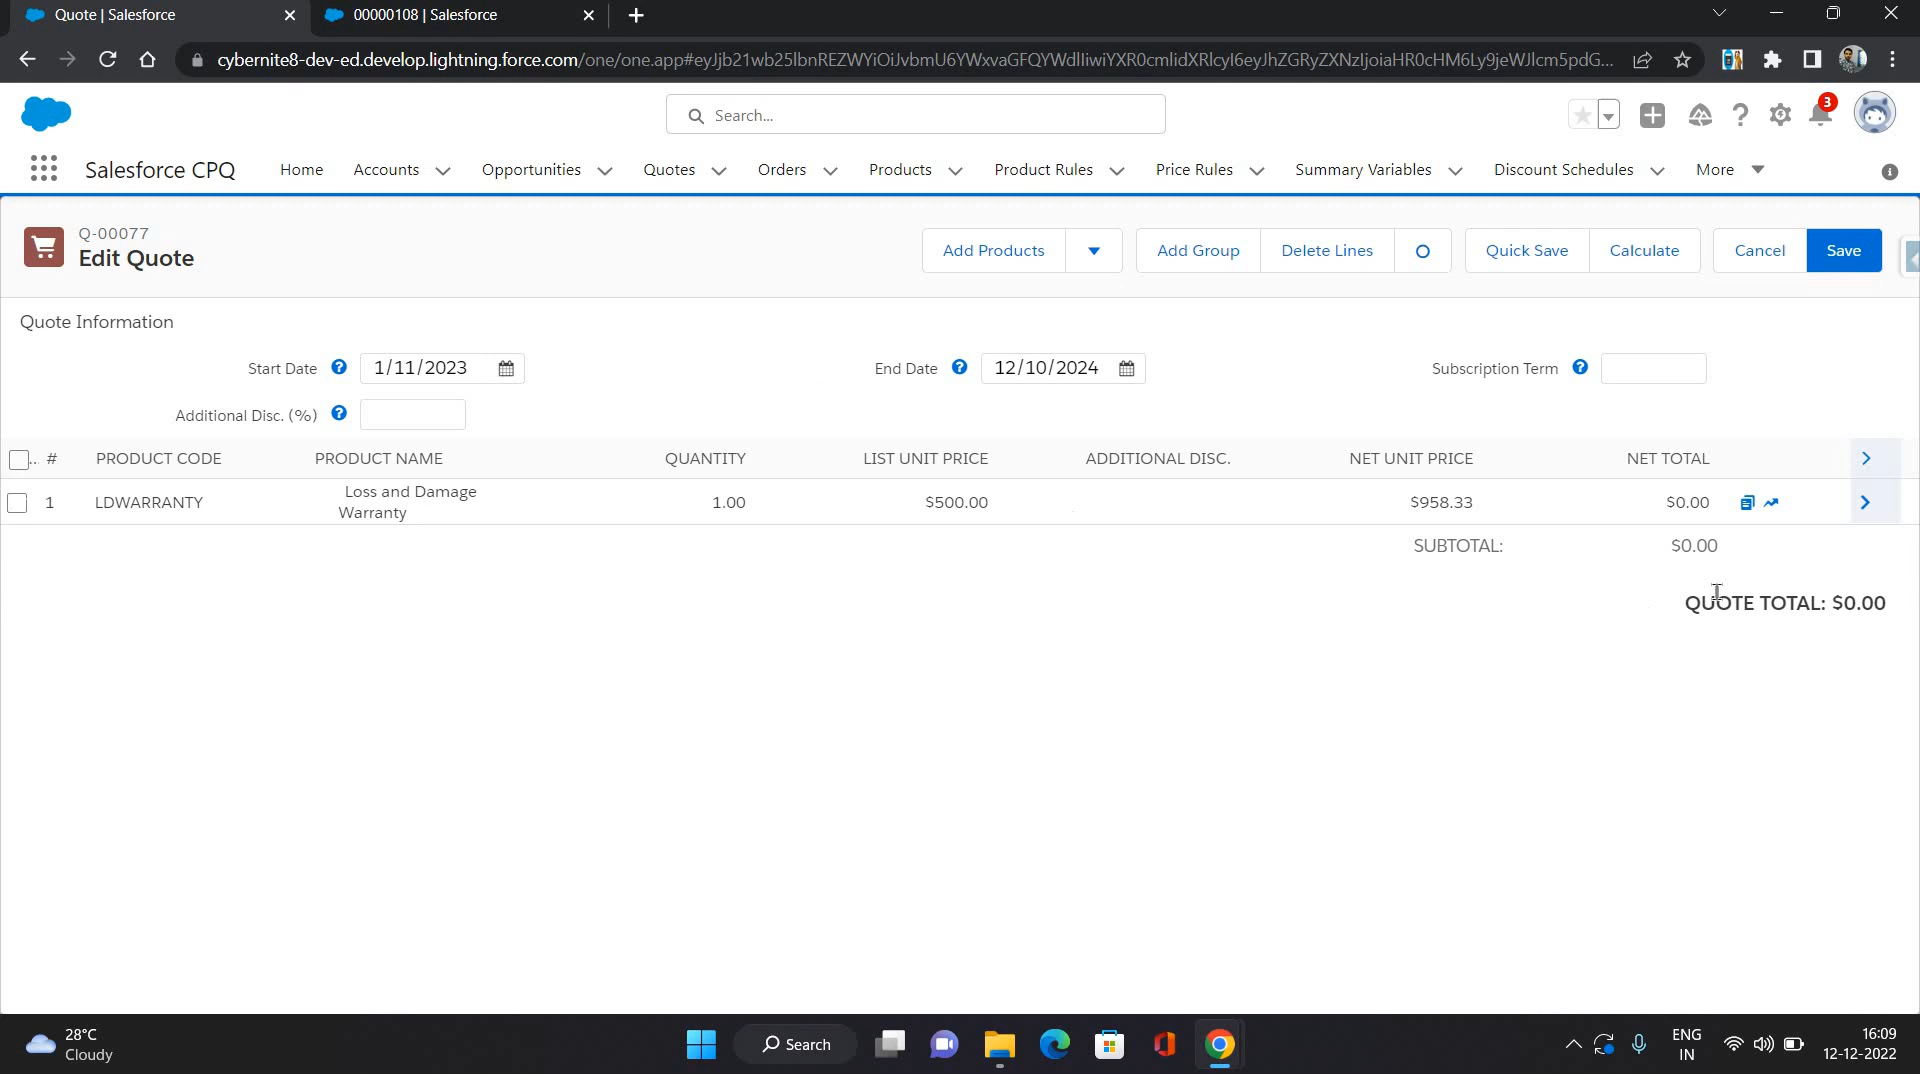 Quote | Salesforce
00000108 | Salesforce
cybernite8-dev-ed.develop.lightning.force.com/one/one.app#eyJjb21wb25lbnREZWYiOiJvbmU6YWxvaGFQYWdlIiwiYXR0cmlidXRlcyI6eyJhZGRyZXNzIjoiaHR0cHM6Ly9jeWJlcm5pdG...
Search...
3
Salesforce CPQ
Home
Accounts
Opportunities
Quotes
Orders
Products
Product Rules
Price Rules
Summary Variables
Discount Schedules
More
Q-00077
Edit Quote
Add Products
Add Group
Delete Lines
Quick Save
Calculate
Cancel
Save
Quote Information
Start Date ? 1/11/2023
End Date ? 12/10/2024
Subscription Term ?
Additional Disc. (%) ?
... # PRODUCT CODE PRODUCT NAME QUANTITY LIST UNIT PRICE ADDITIONAL DISC. NET UNIT PRICE NET TOTAL
1 LDWARRANTY Loss and Damage Warranty 1.00 $500.00 $958.33 $0.00
SUBTOTAL: $0.00
QUOTE TOTAL: $0.00
28°C
Cloudy
Search
ENG
IN
16:09
12-12-2022